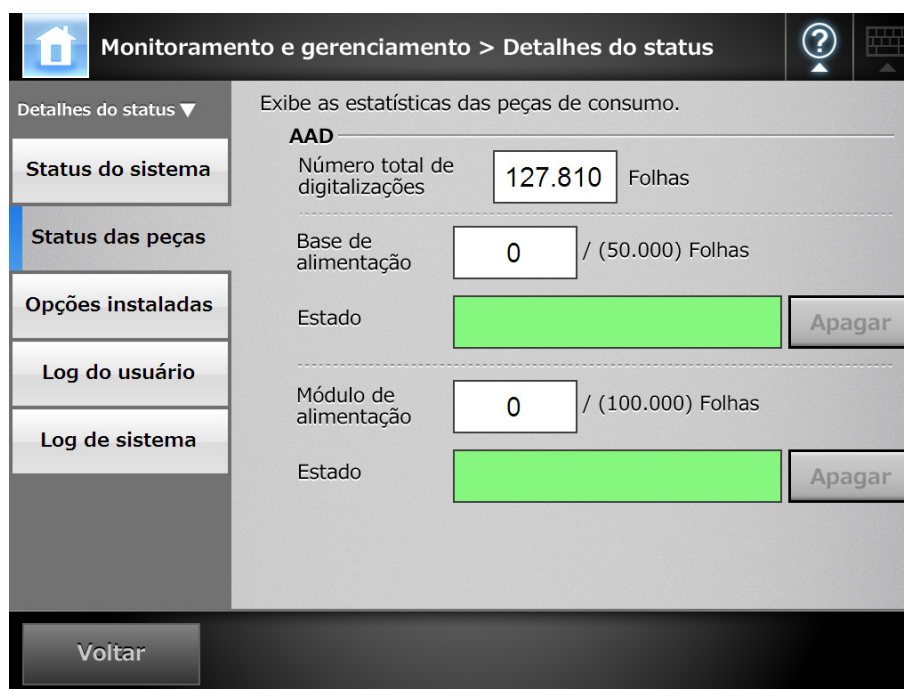 Monitoramento e gerenciamento > Detalhes do status
?
Detalhes do status ▼
Status do sistema
Status das peças
Opções instaladas
Log do usuário
Log de sistema
Exibe as estatísticas das peças de consumo.
AAD
Número total de
digitalizações
127.810 Folhas
Base de
alimentação
0 / (50.000) Folhas
Estado
Apagar
Módulo de
alimentação
0 / (100.000) Folhas
Estado
Apagar
Voltar